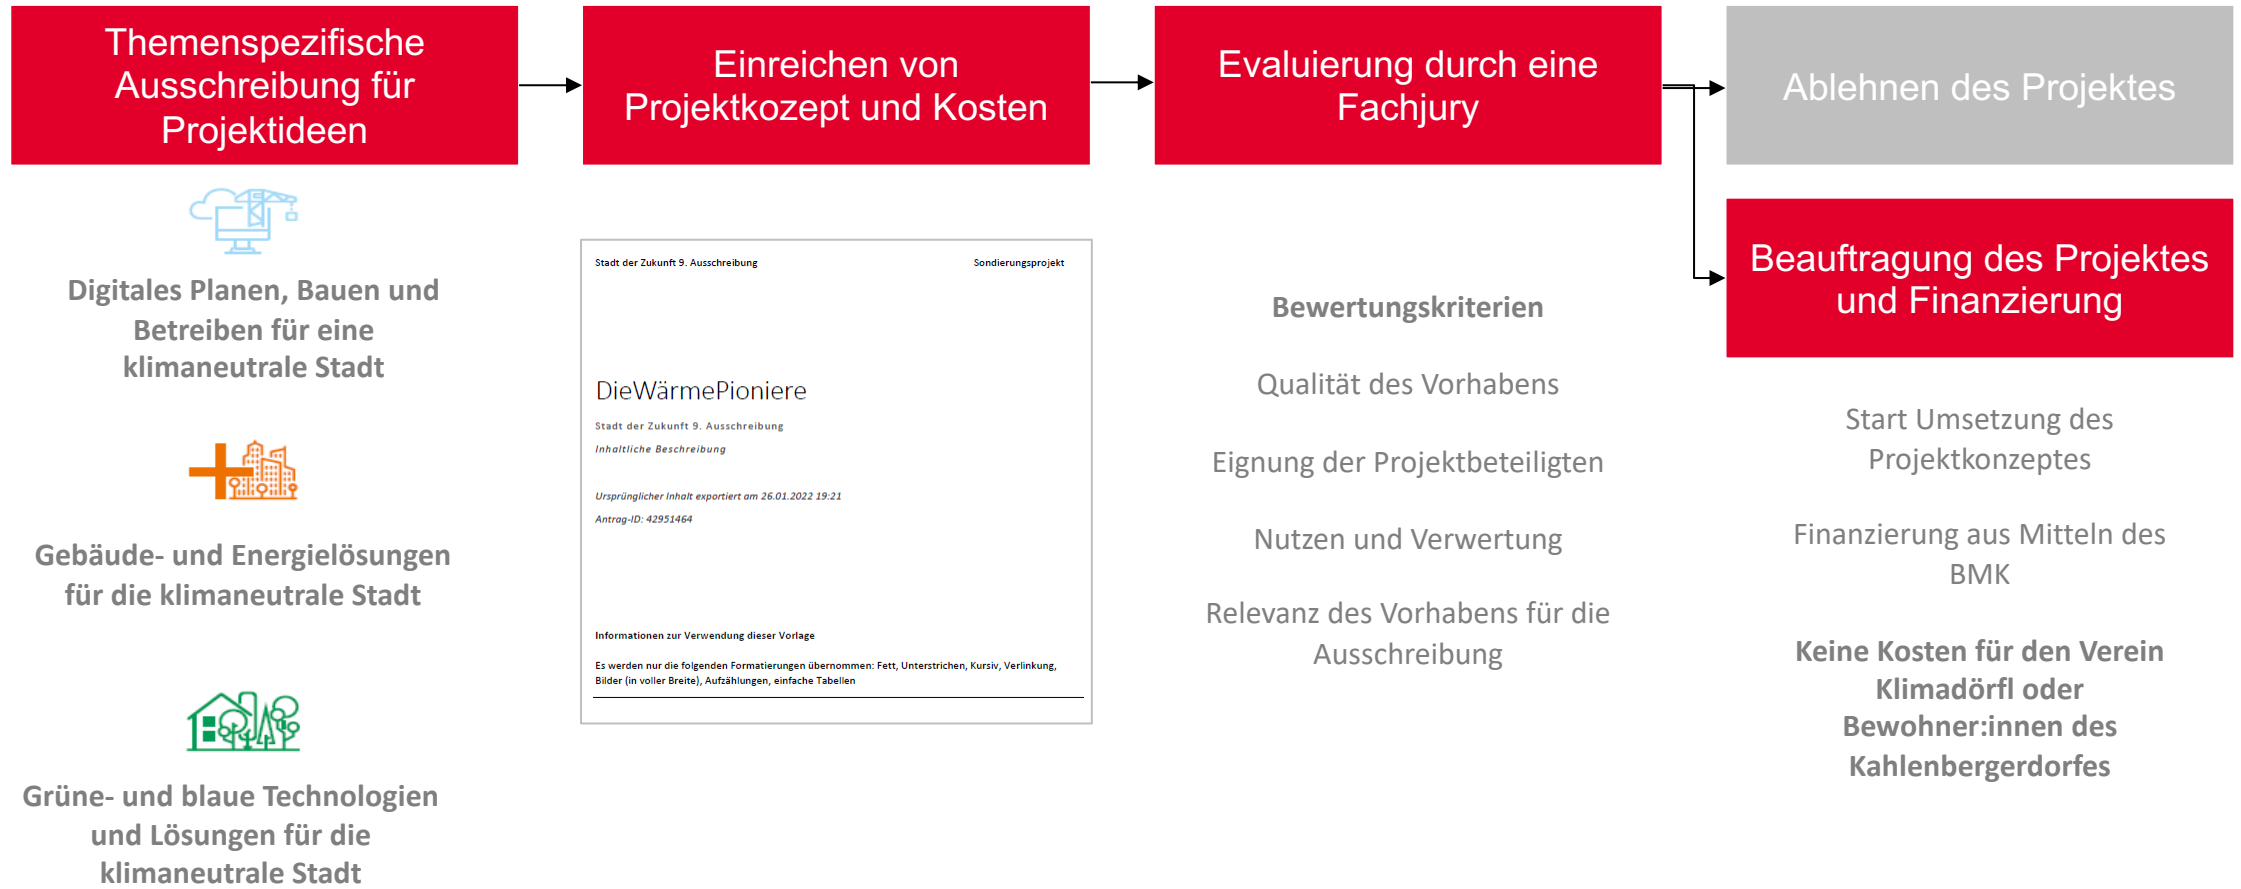 Themenspezifische
Ausschreibung für
Projektideen
Einreichen von
Projektkozept und Kosten
Evaluierung durch eine
Fachjury
Ablehnen des Projektes
Beauftragung des Projektes
und Finanzierung
Digitales Planen, Bauen und
Betreiben für eine
klimaneutrale Stadt
Gebäude- und Energielösungen
für die klimaneutrale Stadt
Grüne- und blaue Technologien
und Lösungen für die
klimaneutrale Stadt
Stadt der Zukunft 9. Ausschreibung
Sondierungsprojekt
DieWärmePioniere
Stadt der Zukunft 9. Ausschreibung
Inhaltliche Beschreibung
Ursprünglicher Inhalt exportiert am 26.01.2022 19:21
Antrag-ID: 42951464
Informationen zur Verwendung dieser Vorlage
Es werden nur die folgenden Formatierungen übernommen: Fett, Unterstrichen, Kursiv, Verlinkung,
Bilder (in voller Breite), Aufzählungen, einfache Tabellen
Bewertungskriterien
Qualität des Vorhabens
Eignung der Projektbeteiligten
Nutzen und Verwertung
Relevanz des Vorhabens für die
Ausschreibung
Start Umsetzung des
Projektkonzeptes
Finanzierung aus Mitteln des
BMK
Keine Kosten für den Verein
Klimadörfl oder
Bewohner:innen des
Kahlenbergerdorfes